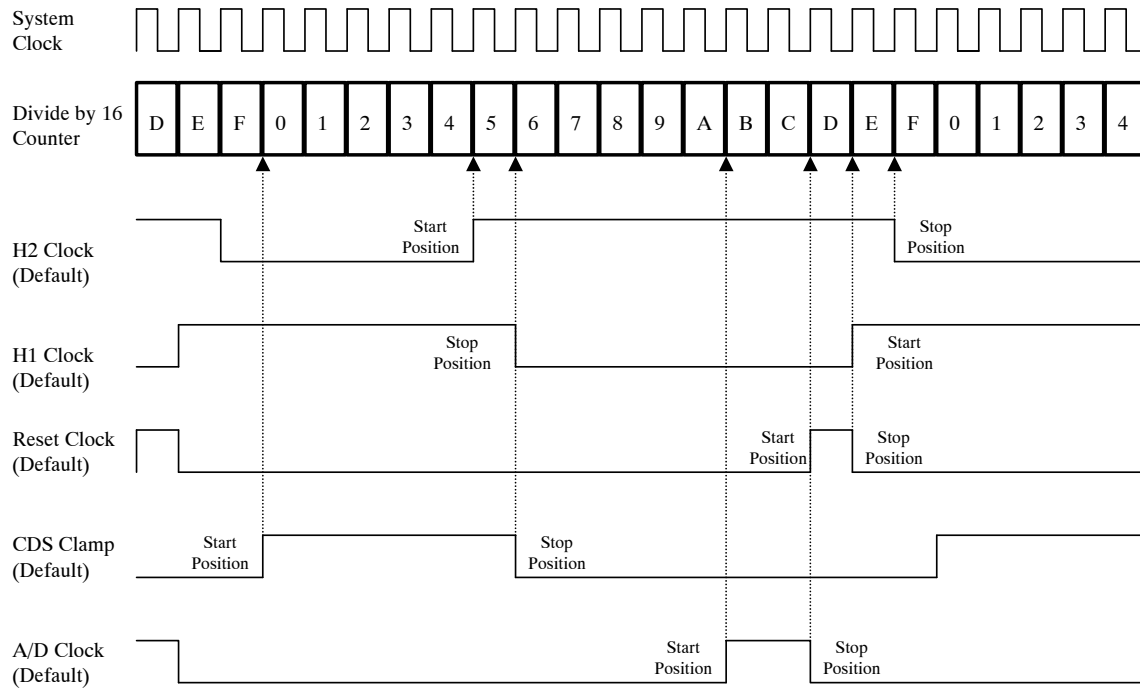 System
Clock
Divide by 16
Counter
D E F 0 1 2 3 4 5 6 7 8 9 A B C D E F 0 1 2 3 4
H2 Clock
(Default)
Start
Position
Stop
Position
H1 Clock
(Default)
Stop
Position
Start
Position
Reset Clock
(Default)
Start
Position
Stop
Position
CDS Clamp
(Default)
Start
Position
Stop
Position
A/D Clock
(Default)
Start
Position
Stop
Position